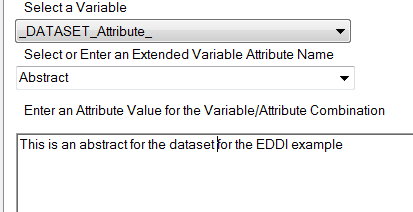 Select a Variable
_DATASET_Attribute_
Select or Enter an Extended Variable Attribute Name
Abstract
Enter an Attribute Value for the Variable/Attribute Combination
This is an abstract for the dataset for the EDDI example